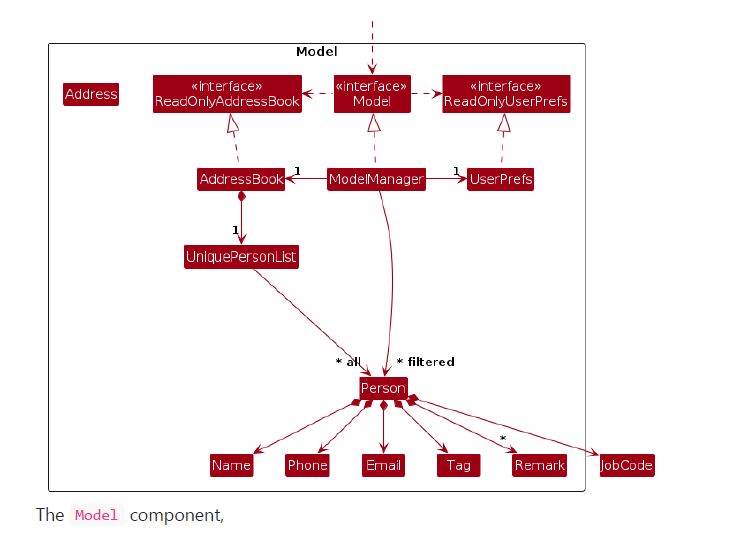 Model
Address
«Interface»
ReadOnlyAddressBook
«Interface»
Model
«Interface»
ReadOnlyUserPrefs
AddressBook
1
ModelManager
1
UserPrefs
1
UniquePersonList
* all
* filtered
Person
*
Name
Phone
Email
Tag
Remark
JobCode
The Model component,